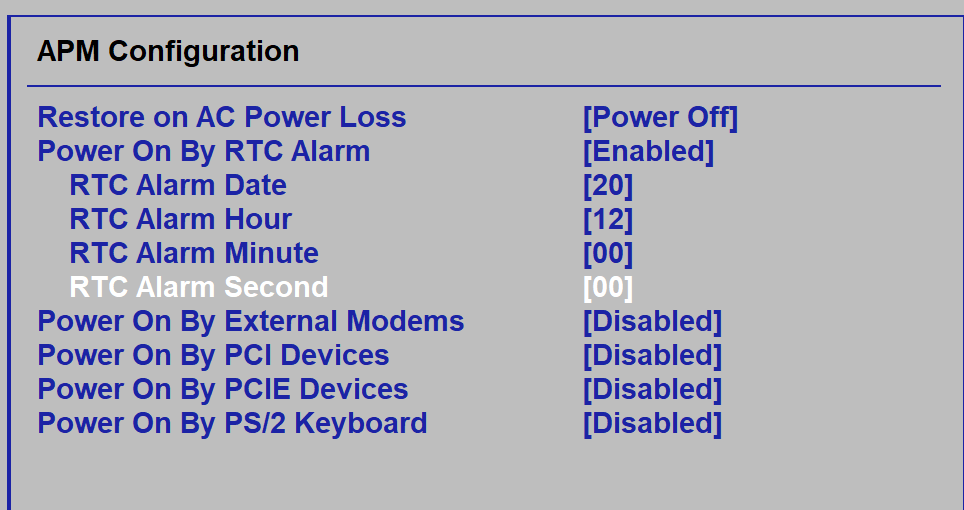 APM Configuration
Restore on AC Power Loss [Power Off]
Power On By RTC Alarm [Enabled]
RTC Alarm Date [20]
RTC Alarm Hour [12]
RTC Alarm Minute [00]
RTC Alarm Second [00]
Power On By External Modems [Disabled]
Power On By PCI Devices [Disabled]
Power On By PCIE Devices [Disabled]
Power On By PS/2 Keyboard [Disabled]